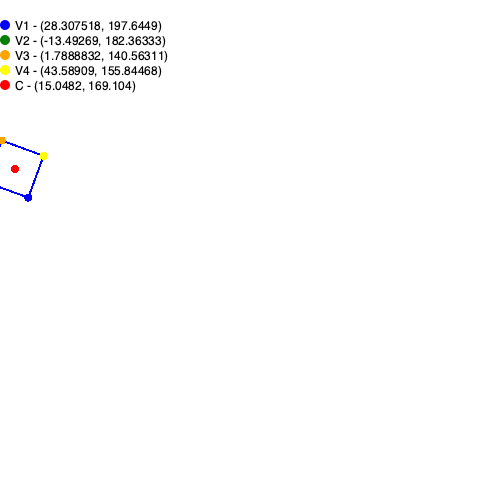 V1 - (28.307518, 197.6449)
V2 - (-13.49269, 182.36333)
V3 - (1.7888832, 140.56311)
V4 - (43.58909, 155.84468)
C - (15.0482, 169.104)